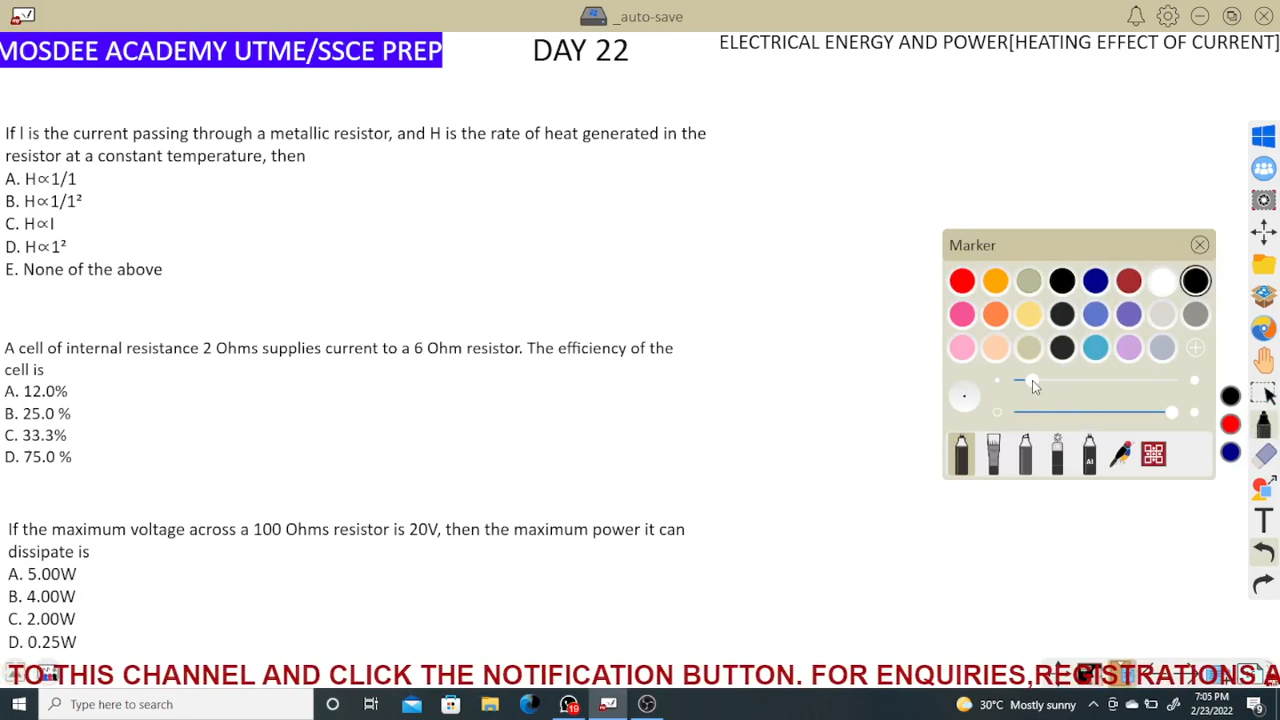 _auto-save
MOSDEE ACADEMY UTME/SSCE PREP
DAY 22
ELECTRICAL ENERGY AND POWER[HEATING EFFECT OF CURRENT]
If l is the current passing through a metallic resistor, and H is the rate of heat generated in the
resistor at a constant temperature, then
A. H∝1/1
B. H∝1/1²
C. H∝l
D. H∝1²
E. None of the above
A cell of internal resistance 2 Ohms supplies current to a 6 Ohm resistor. The efficiency of the
cell is
A. 12.0%
B. 25.0 %
C. 33.3%
D. 75.0 %
If the maximum voltage across a 100 Ohms resistor is 20V, then the maximum power it can
dissipate is
A. 5.00W
B. 4.00W
C. 2.00W
D. 0.25W
Marker
AI
T
TO THIS CHANNEL AND CLICK THE NOTIFICATION BUTTON. FOR ENQUIRIES,REGISTRATIONS A
Type here to search
19
30°C Mostly sunny
7:05 PM
2/23/2022
9